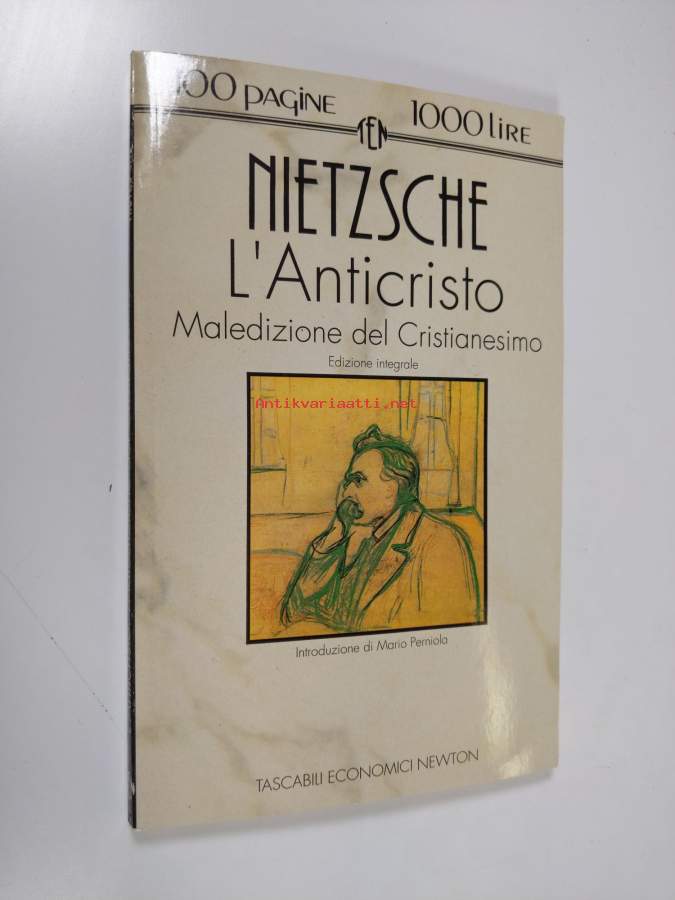 100 pagine
1000 lire
TEN
NIETZSCHE
L'Anticristo
Maledizione del Cristianesimo
Edizione integrale
Antikvariaatti.net
Introduzione di Mario Perniola
TASCABILI ECONOMICI NEWTON